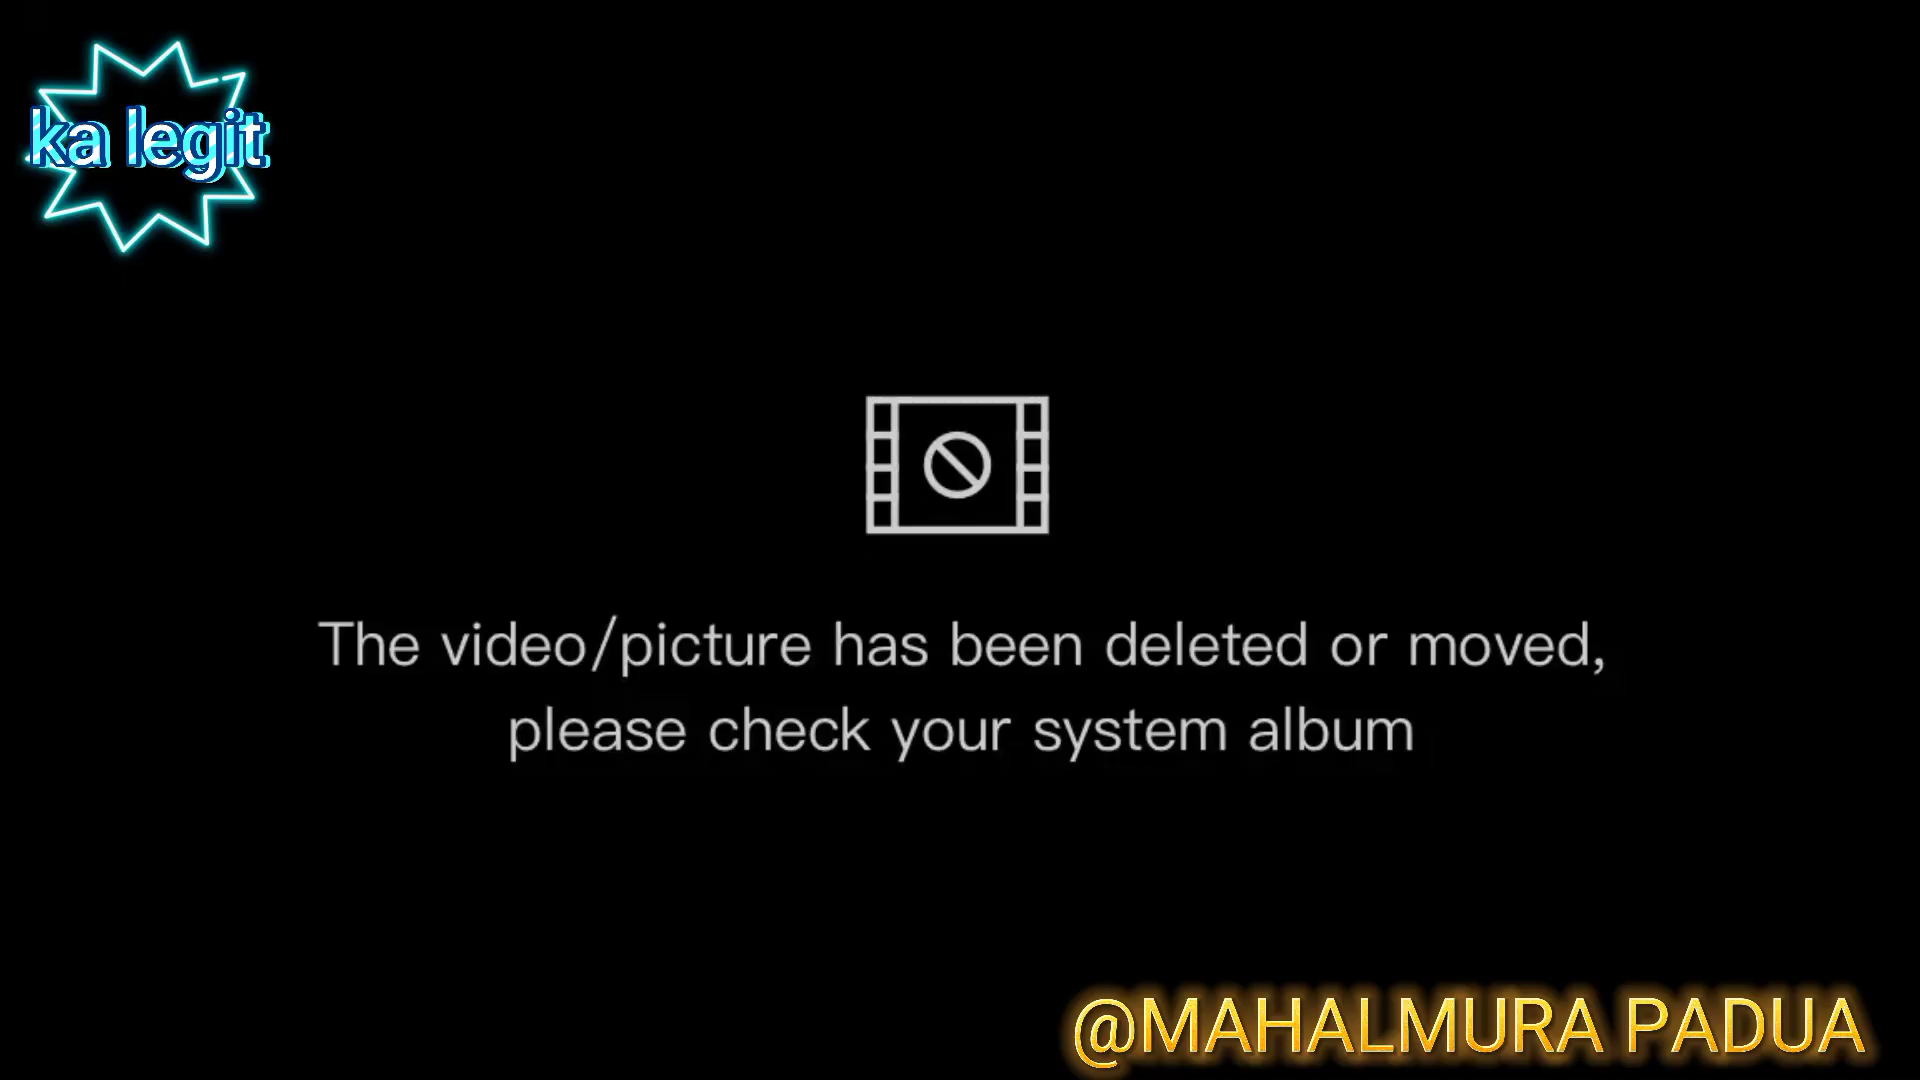 ka legit
The video/picture has been deleted or moved,
please check your system album
@MAHALMURA PADUA